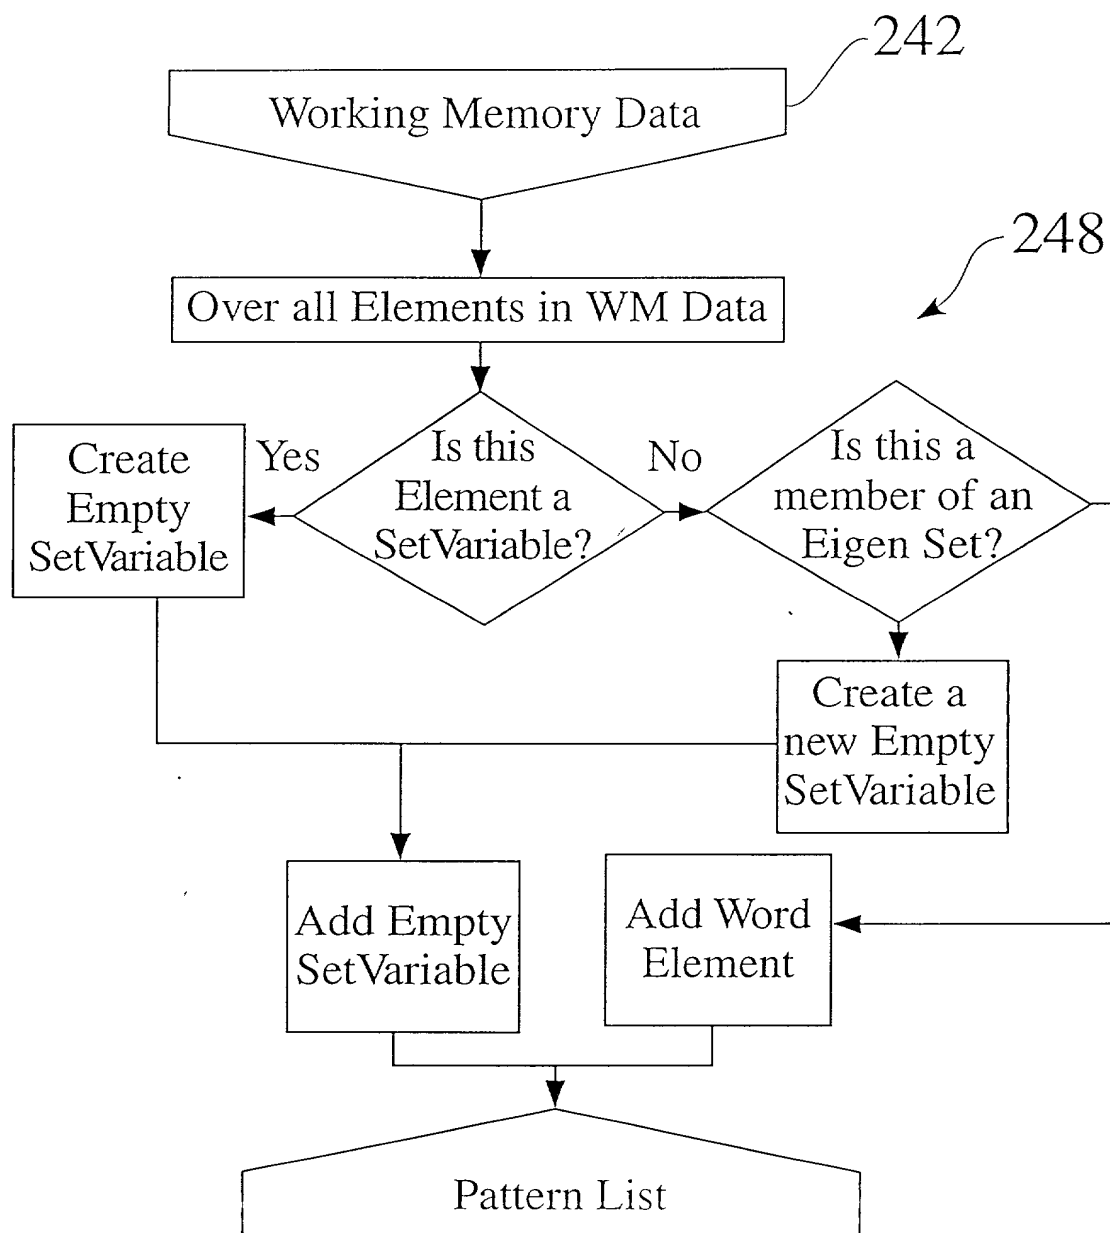 242
Working Memory Data
248
Over all Elements in WM Data
Create
Empty
SetVariable
Yes
Is this
Element a
SetVariable?
No
Is this a
member of an
Eigen Set?
Create a
new Empty
SetVariable
Add Empty
SetVariable
Add Word
Element
Pattern List